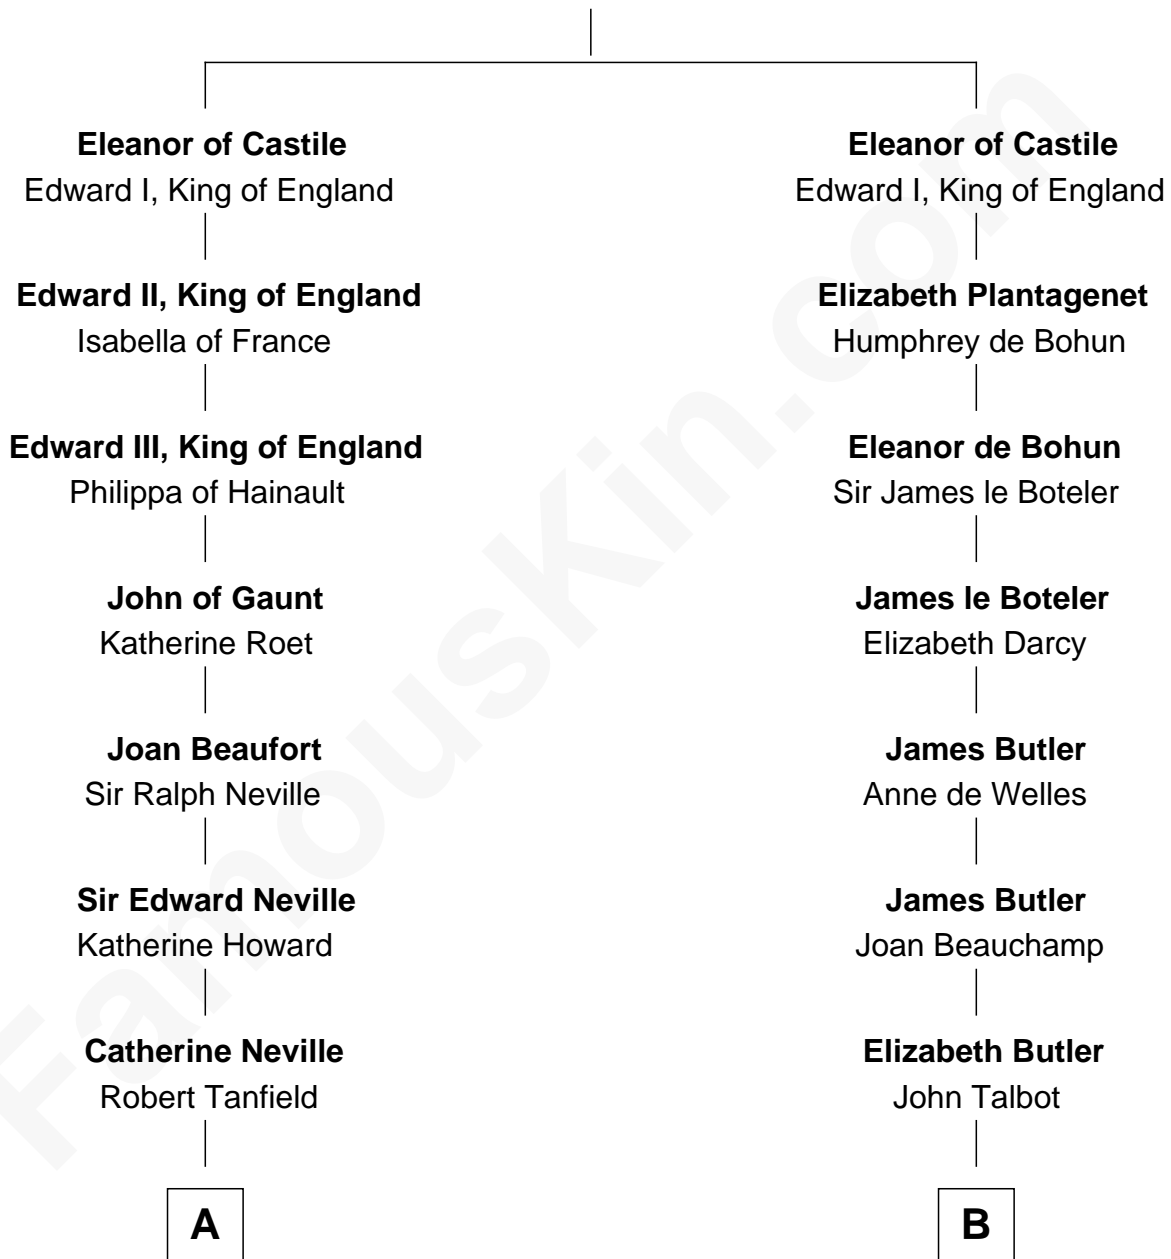 Eleanor of Castile
Edward I, King of England
Edward II, King of England
Isabella of France
Edward III, King of England
Philippa of Hainault
John of Gaunt
Katherine Roet
Joan Beaufort
Sir Ralph Neville
Sir Edward Neville
Katherine Howard
Catherine Neville
Robert Tanfield
A
Eleanor of Castile
Edward I, King of England
Elizabeth Plantagenet
Humphrey de Bohun
Eleanor de Bohun
Sir James le Boteler
James le Boteler
Elizabeth Darcy
James Butler
Anne de Welles
James Butler
Joan Beauchamp
Elizabeth Butler
John Talbot
B
FamousKin.com